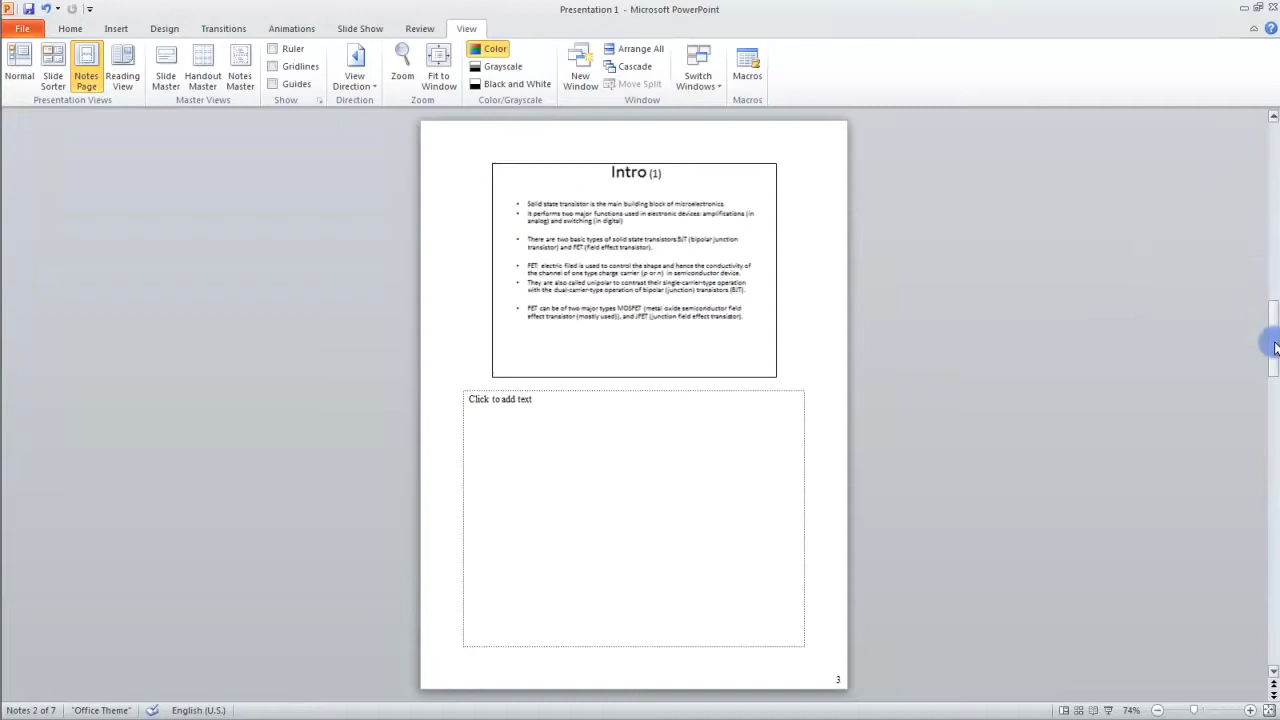 Presentation 1 - Microsoft PowerPoint
File Home Insert Design Transitions Animations Slide Show Review View
Normal Slide Sorter Notes Page Reading View
Presentation Views
Slide Master Handout Master Notes Master
Master Views
Ruler
Gridlines
Guides
Show
View Direction
Direction
Zoom Fit to Window
Zoom
Color
Grayscale
Black and White
Color/Grayscale
New Window
Arrange All
Cascade
Move Split
Switch Windows
Window
Macros
Macros
Intro (1)
• Solid state transistor is the main building block of microelectronics.
• It performs two major functions used in electronic devices: amplifications (in
analog) and switching (in digital)
• There are two basic types of solid state transistors BJT (bipolar junction
transistor) and FET (field effect transistor).
• FET: electric filed is used to control the shape and hence the conductivity of
the channel of one type charge carrier (p or n) in semiconductor device.
• They are also called unipolar to contrast their single-carrier-type operation
with the dual-carrier-type operation of bipolar (junction) transistors (BJT).
• FET can be of two major types MOSFET (metal oxide semiconductor field
effect transistor (mostly used)), and JFET (junction field effect transistor).
Click to add text
3
Notes 2 of 7 "Office Theme" English (U.S.) 74%